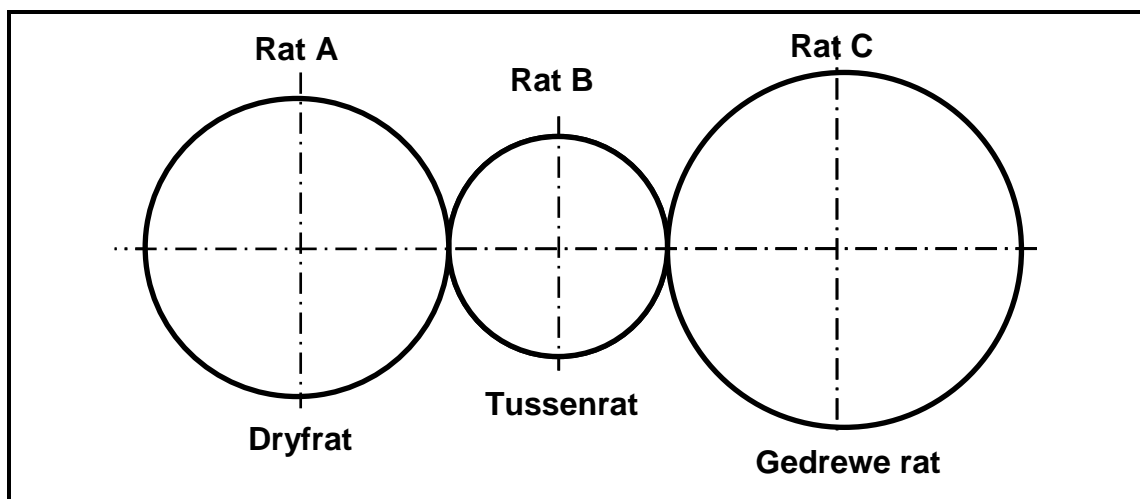 Rat A
Rat B
Rat C
Dryfrat
Tussenrat
Gedrewe rat